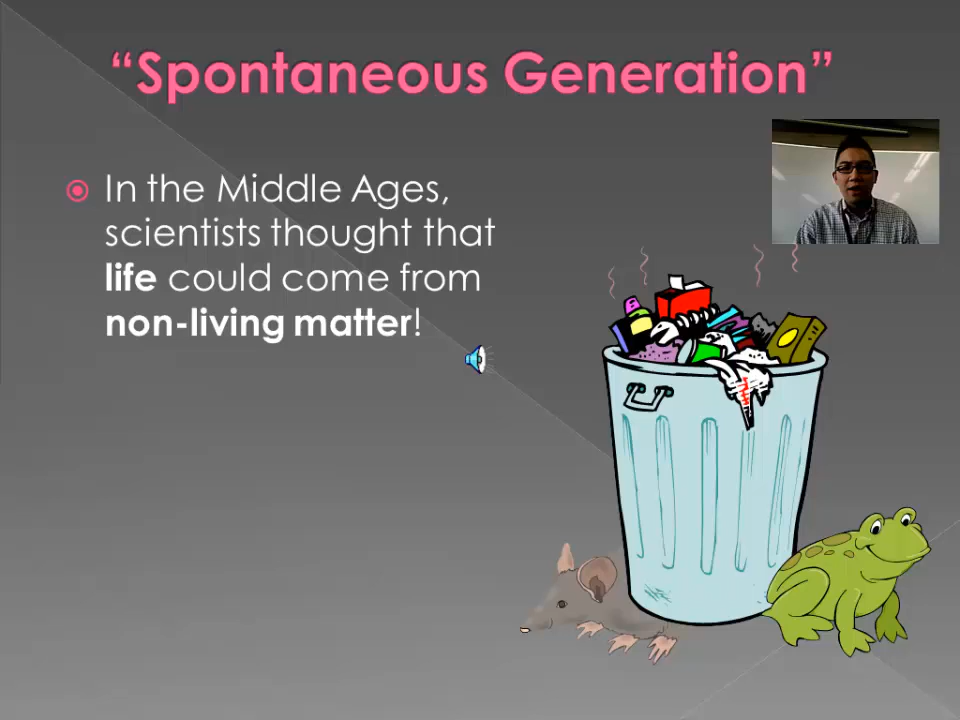 “Spontaneous Generation”
In the Middle Ages,
scientists thought that
life could come from
non-living matter!